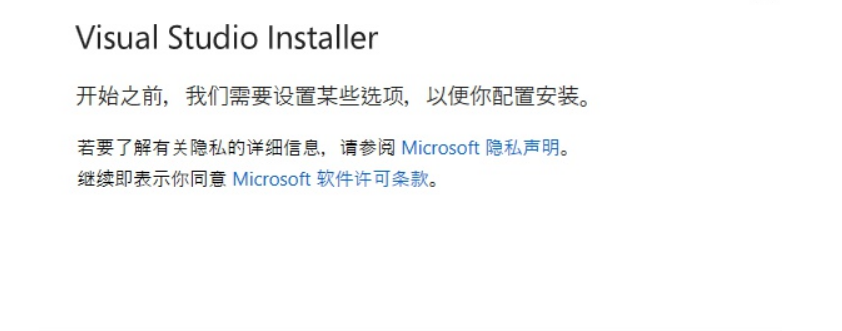 Visual Studio Installer
开始之前，我们需要设置某些选项，以便你配置安装。
若要了解有关隐私的详细信息，请参阅 Microsoft 隐私声明。
继续即表示你同意 Microsoft 软件许可条款。